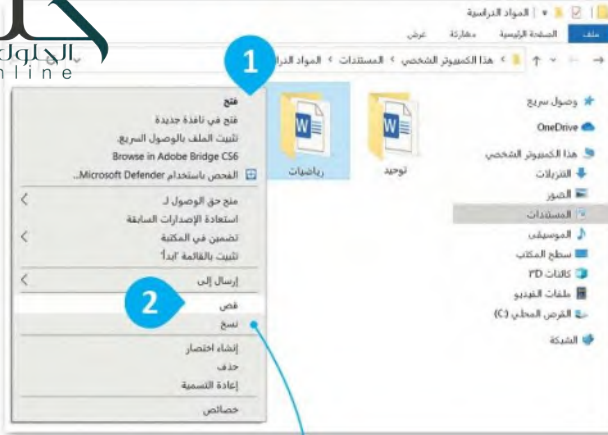 المواد الدراسية
ملف الصفحة الرئيسية مشاركة عرض
هذا الكمبيوتر الشخصي > المستندات > المواد
الحلول
nline
1
وصول سريع
OneDrive
هذا الكمبيوتر الشخصي
التنزيلات
الصور
المستندات
الموسيقى
سطح المكتب
كائنات ٣D
ملفات الفيديو
القرص المحلي (C:)
الشبكة
توحيد
رياضيات
فتح
فتح في نافذة جديدة
تثبيت الملف بالوصول السريع.
Browse in Adobe Bridge CS6
الفحص باستخدام Microsoft Defender...
منح حق الوصول لـ
استعادة الإصدارات السابقة
تضمين في المكتبة
تثبيت بالقائمة "ابدأ"
إرسال إلى
2
قص
نسخ
إنشاء اختصار
حذف
إعادة التسمية
خصائص